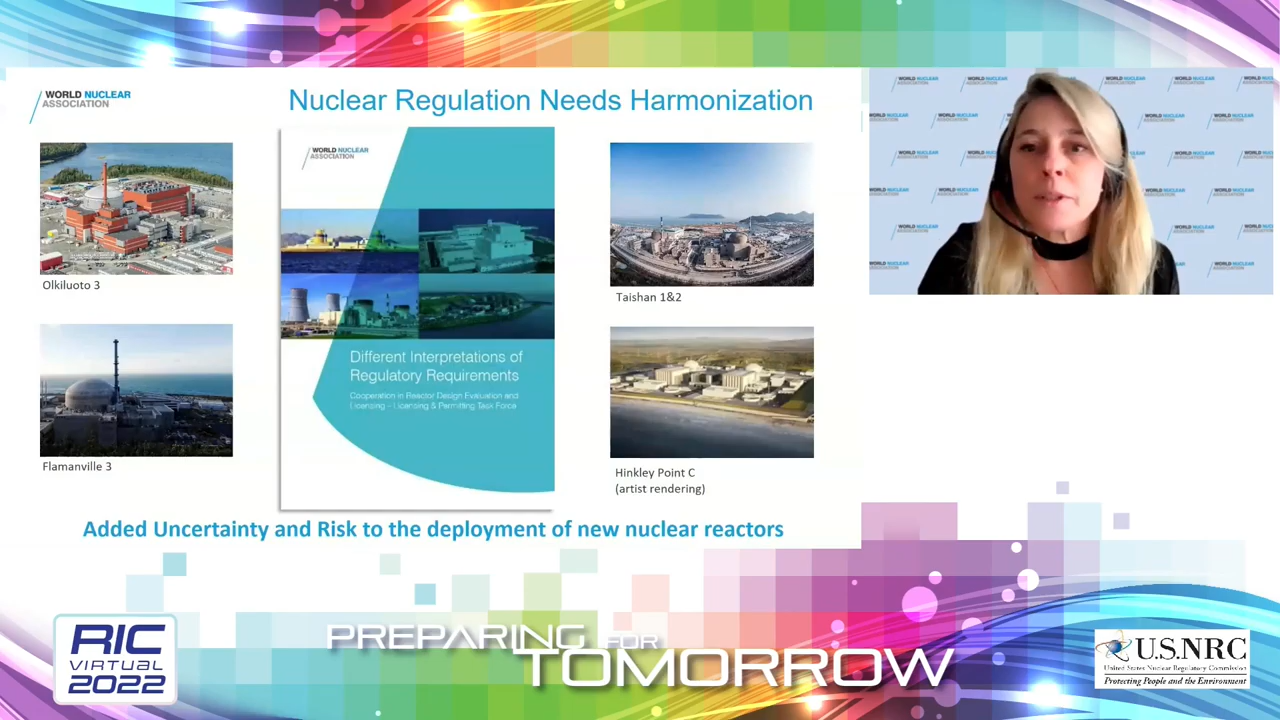 WORLD NUCLEAR
ASSOCIATION
Nuclear Regulation Needs Harmonization
Olkiluoto 3
Flamanville 3
WORLD NUCLEAR
ASSOCIATION
Different Interpretations of
Regulatory Requirements
Cooperation in Reactor Design Evaluation and
Licensing – Licensing & Permitting Task Force
Taishan 1&2
Hinkley Point C
(artist rendering)
Added Uncertainty and Risk to the deployment of new nuclear reactors
WORLD NUCLEAR
ASSOCIATION
RIC
VIRTUAL
2022
PREPARING FOR
TOMORROW
U.S.NRC
United States Nuclear Regulatory Commission
Protecting People and the Environment